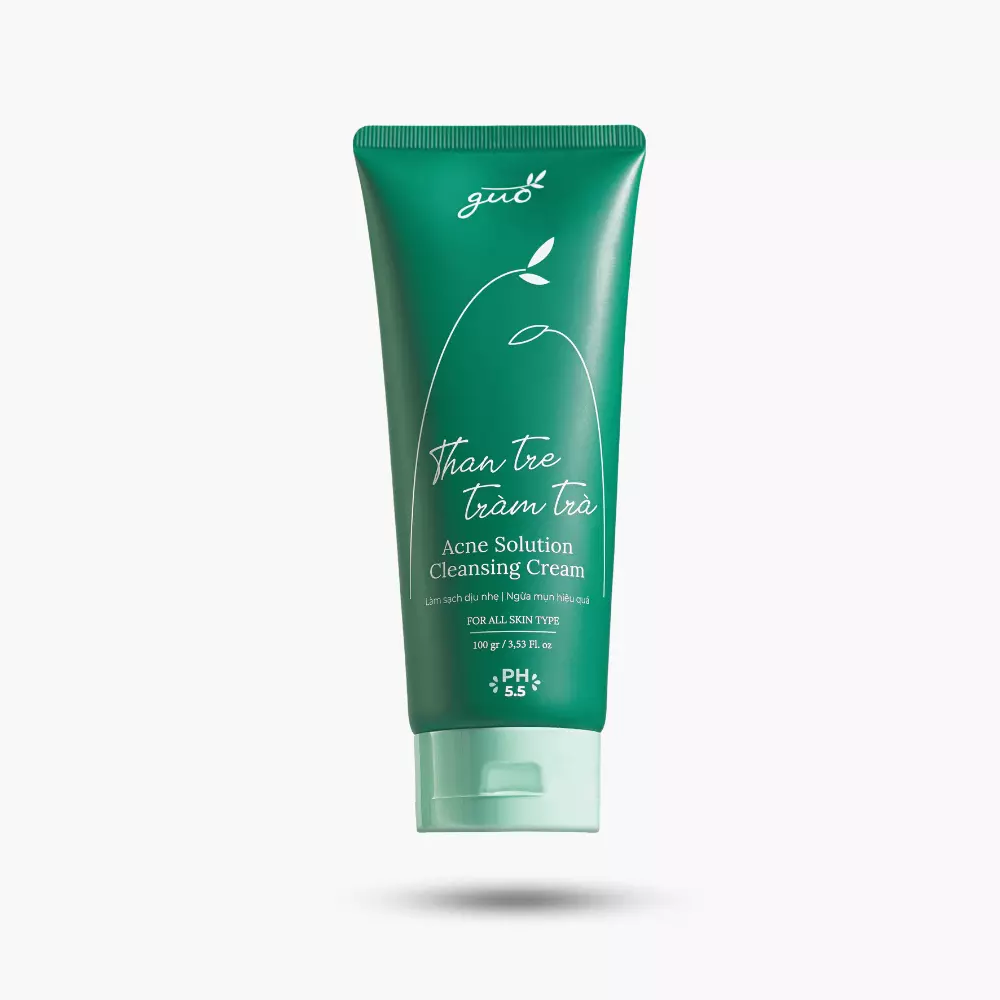 guo
Than tre
tràm trà
Acne Solution
Cleansing Cream
Làm sạch dịu nhẹ | Ngừa mụn hiệu quả
FOR ALL SKIN TYPE
100 gr / 3,53 Fl. oz
PH
5.5